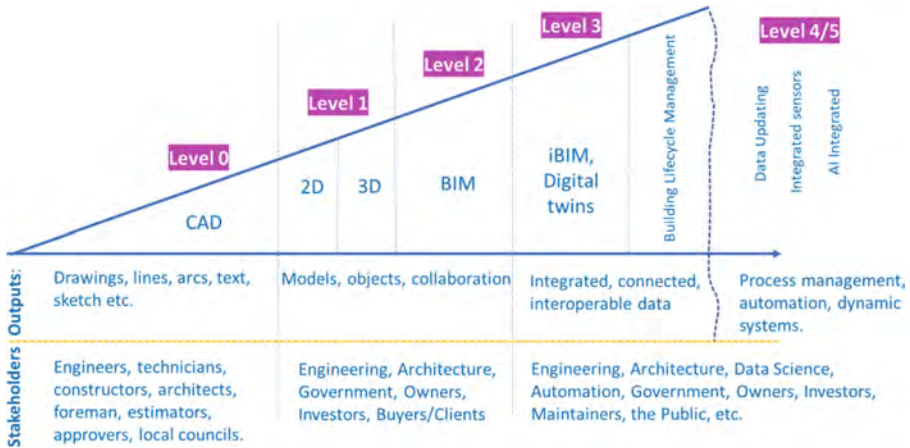 Level 0
Level 1
Level 2
Level 3
Level 4/5
CAD
2D
3D
BIM
iBIM,
Digital
twins
Building Lifecycle Management
Data Updating
Integrated sensors
AI Integrated
Outputs:
Drawings, lines, arcs, text,
sketch etc.
Models, objects, collaboration
Integrated, connected,
interoperable data
Process management,
automation, dynamic
systems.
Stakeholders
Engineers, technicians,
constructors, architects,
foreman, estimators,
approvers, local councils.
Engineering, Architecture,
Government, Owners,
Investors, Buyers/Clients
Engineering, Architecture, Data Science,
Automation, Government, Owners, Investors,
Maintainers, the Public, etc.